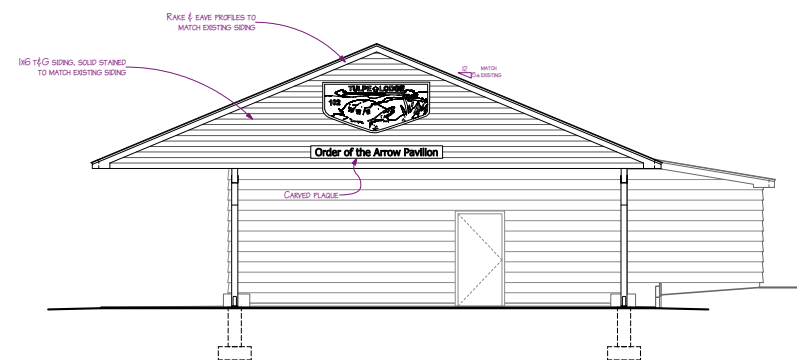 RAKE & EAVE PROFILES TO
MATCH EXISTING SIDING
1x6 T&G SIDING, SOLID STAINED
TO MATCH EXISTING SIDING
12
MATCH
EXISTING
TULPE LODGE
102
W W W
Order of the Arrow Pavilion
CARVED PLAQUE